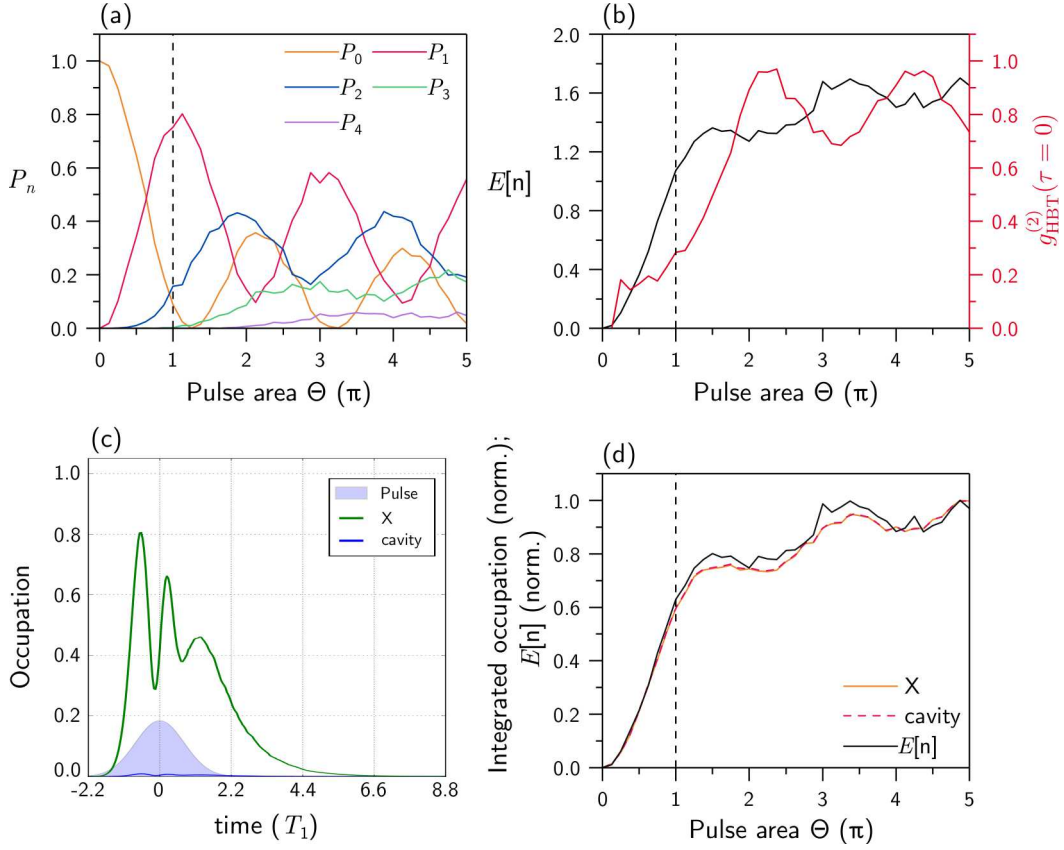 (a)
1.0
0.8
0.6
0.4
0.2
0.0
P_n
P_0
P_1
P_2
P_3
P_4
0 1 2 3 4 5
Pulse area Θ (π)
(b)
2.0
1.6
1.2
0.8
0.4
0.0
E[n]
1.0
0.8
0.6
0.4
0.2
0.0
g^{(2)}_{HBT}(τ = 0)
0 1 2 3 4 5
Pulse area Θ (π)
(c)
1.0
0.8
0.6
0.4
0.2
0.0
Occupation
Pulse
X
cavity
-2.2 0 2.2 4.4 6.6 8.8
time (T_1)
(d)
Integrated occupation (norm.);
E[n] (norm.)
1.0
0.8
0.6
0.4
0.2
0.0
X
cavity
E[n]
0 1 2 3 4 5
Pulse area Θ (π)